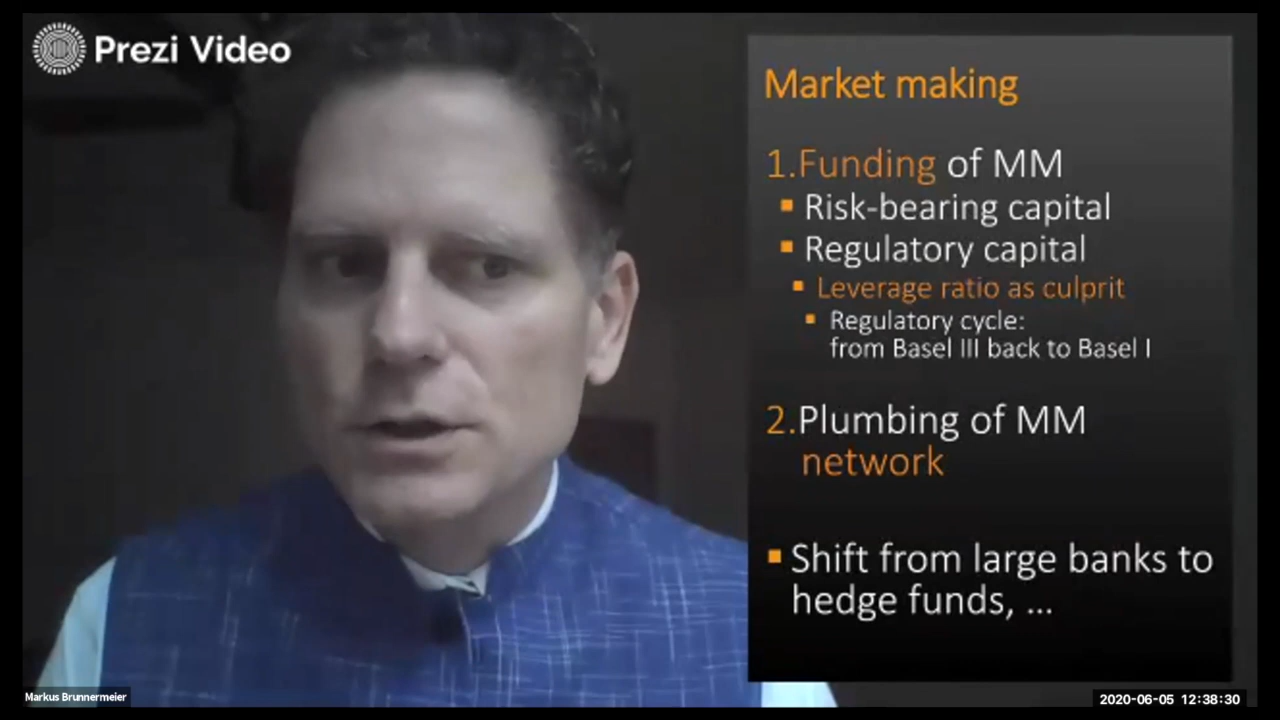 Prezi Video
Market making
1.Funding of MM
▪ Risk-bearing capital
▪ Regulatory capital
▪ Leverage ratio as culprit
▪ Regulatory cycle:
from Basel III back to Basel I
2.Plumbing of MM
network
▪ Shift from large banks to
hedge funds, ...
Markus Brunnermeier
2020-06-05 12:38:30